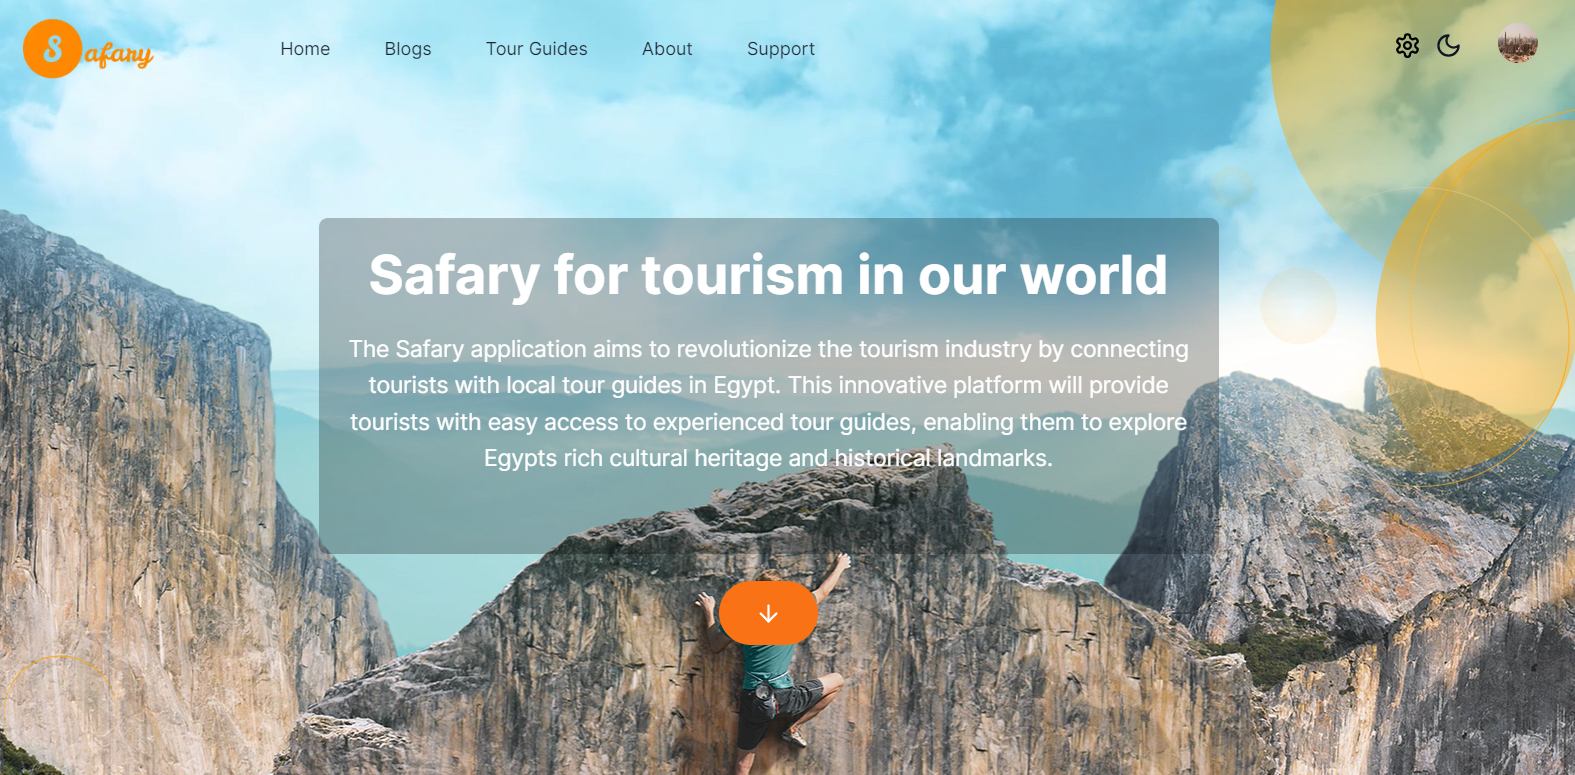 Safary
Home
Blogs
Tour Guides
About
Support
Safary for tourism in our world
The Safary application aims to revolutionize the tourism industry by connecting
tourists with local tour guides in Egypt. This innovative platform will provide
tourists with easy access to experienced tour guides, enabling them to explore
Egypts rich cultural heritage and historical landmarks.